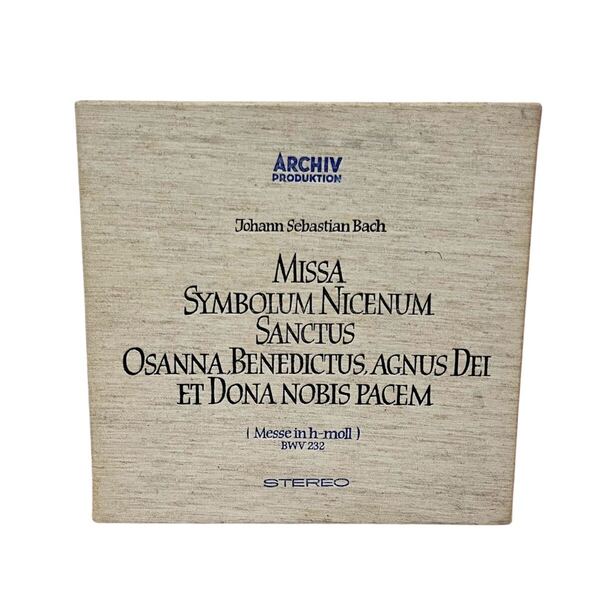 ARCHIV
PRODUKTION
Johann Sebastian Bach
MISSA
SYMBOLUM NICENUM
SANCTUS
OSANNA, BENEDICTUS, AGNUS DEI
ET DONA NOBIS PACEM
( Messe in h-moll )
BWV 232
STEREO